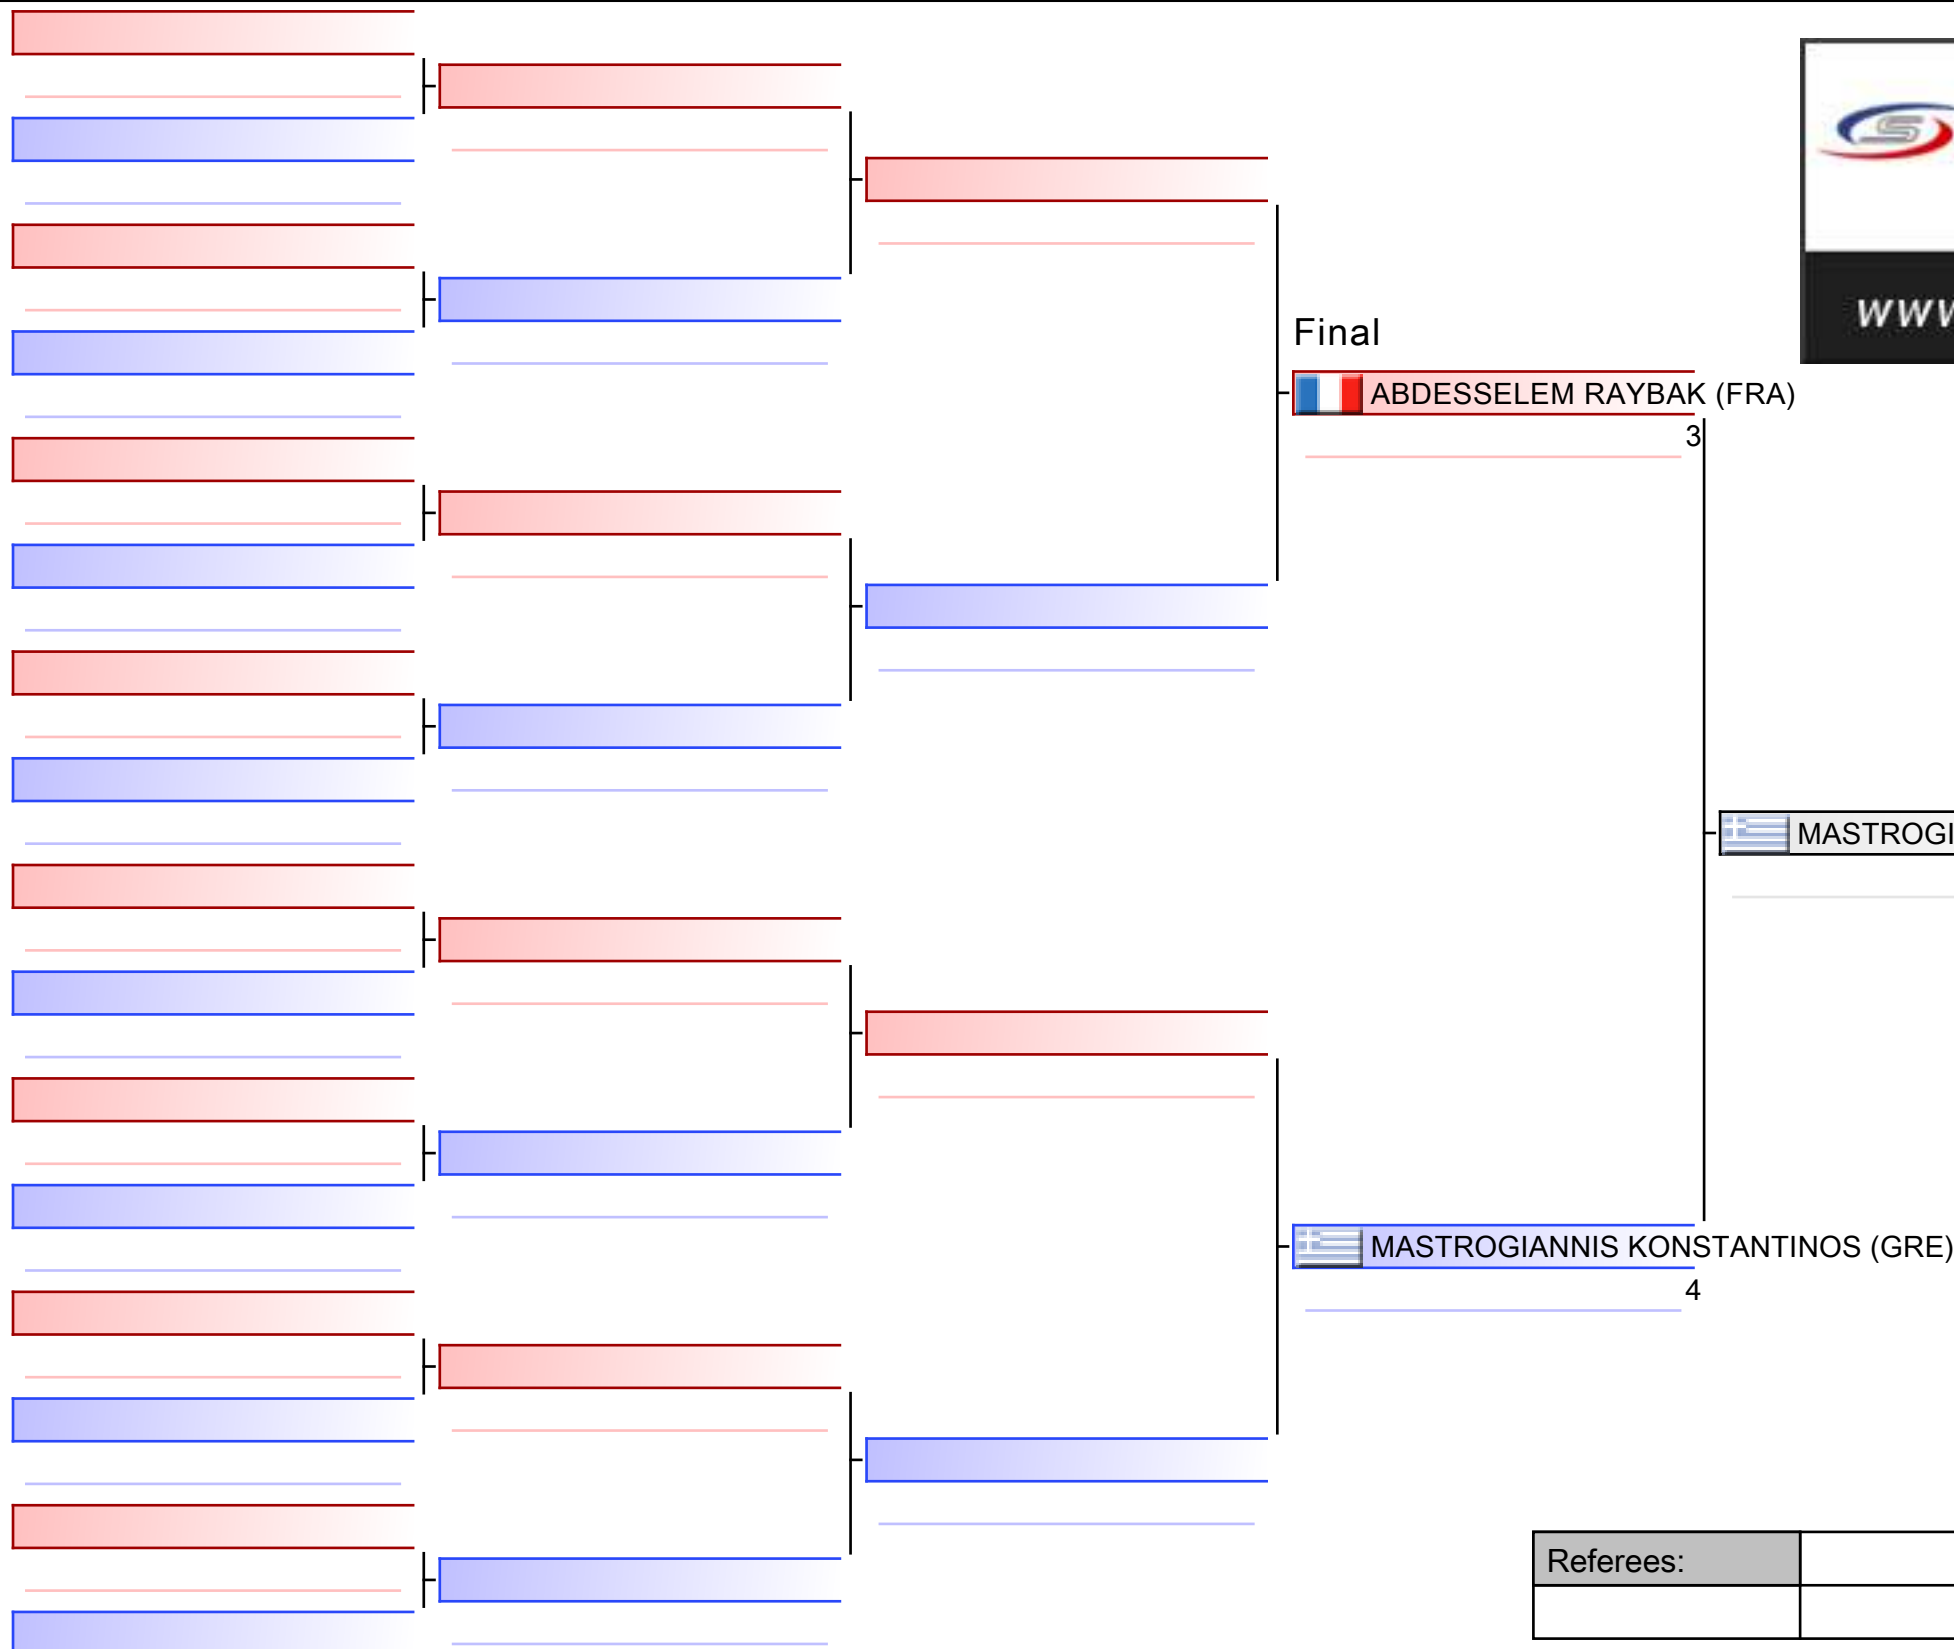 Final
ABDESSELEM RAYBAK (FRA)
3
MASTROGI
MASTROGIANNIS KONSTANTINOS (GRE)
4
Referees: